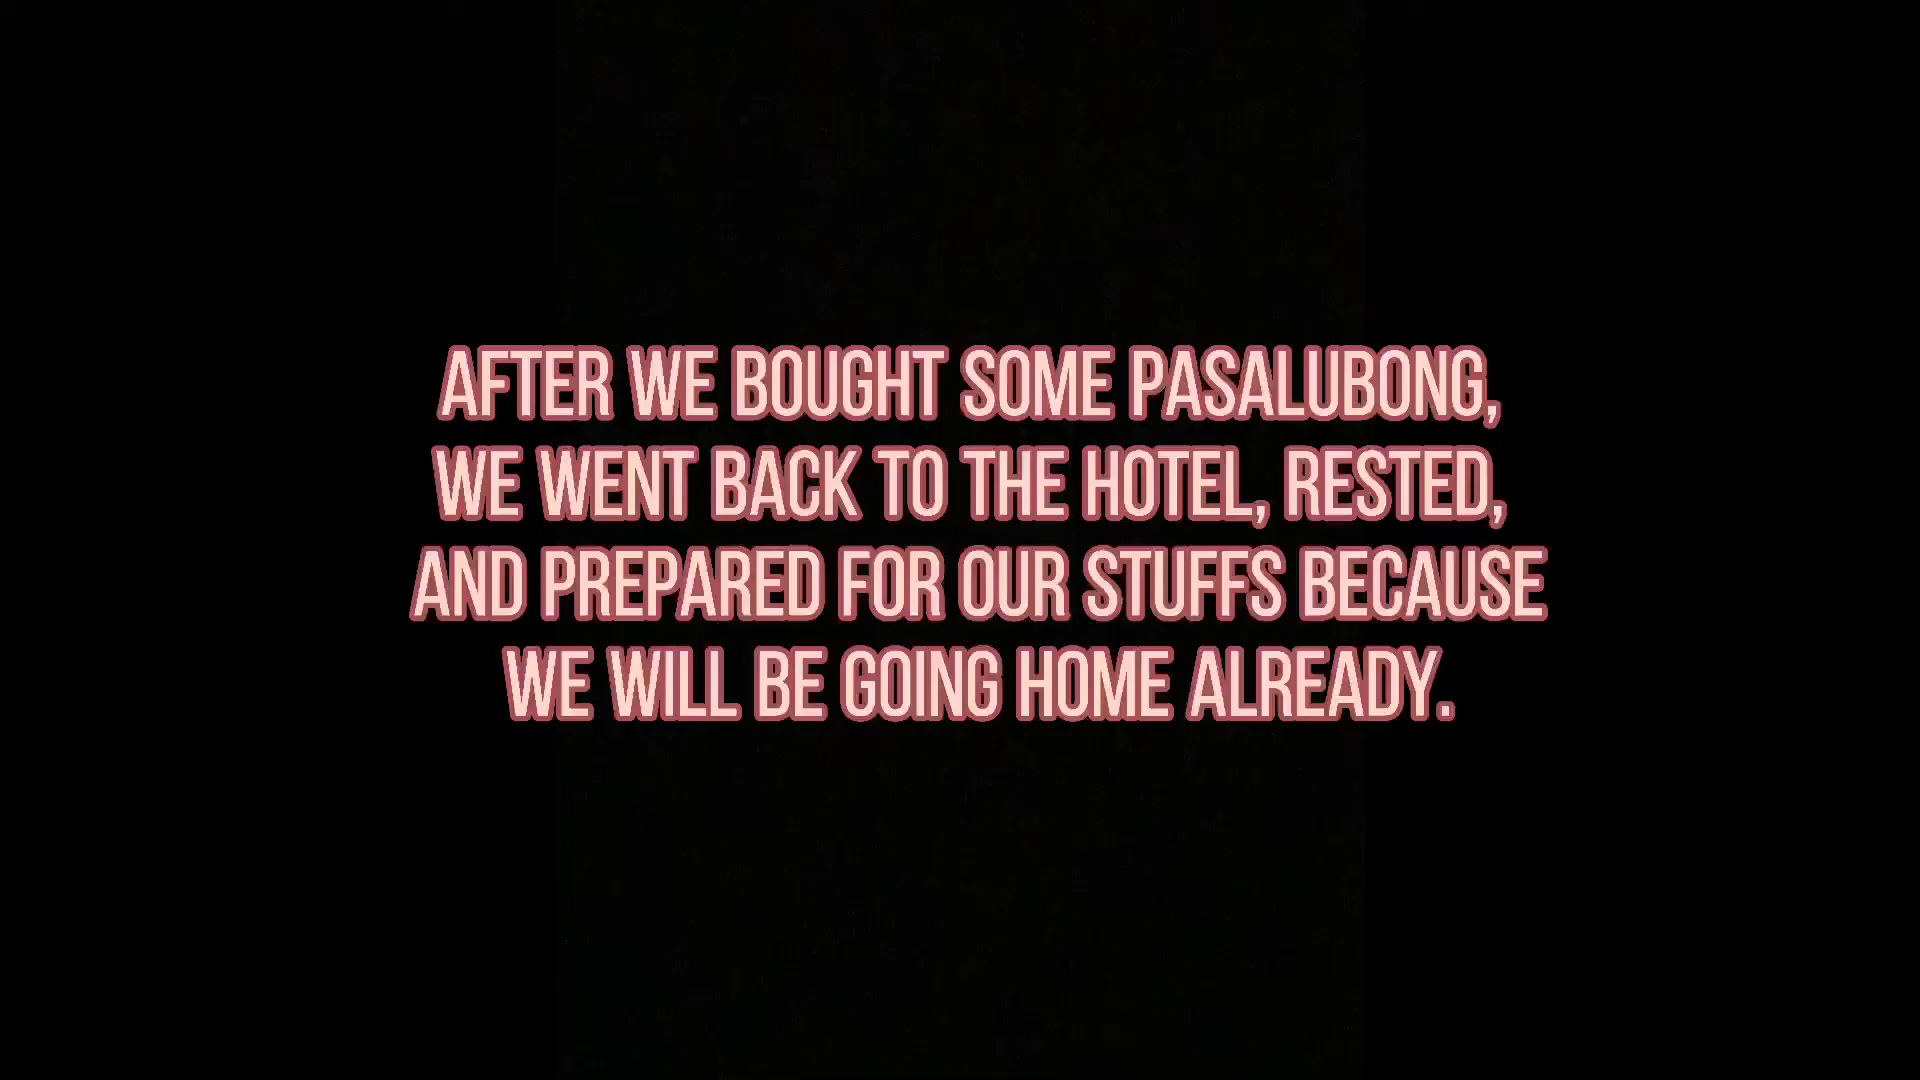 AFTER WE BOUGHT SOME PASALUBONG,
WE WENT BACK TO THE HOTEL, RESTED,
AND PREPARED FOR OUR STUFFS BECAUSE
WE WILL BE GOING HOME ALREADY.